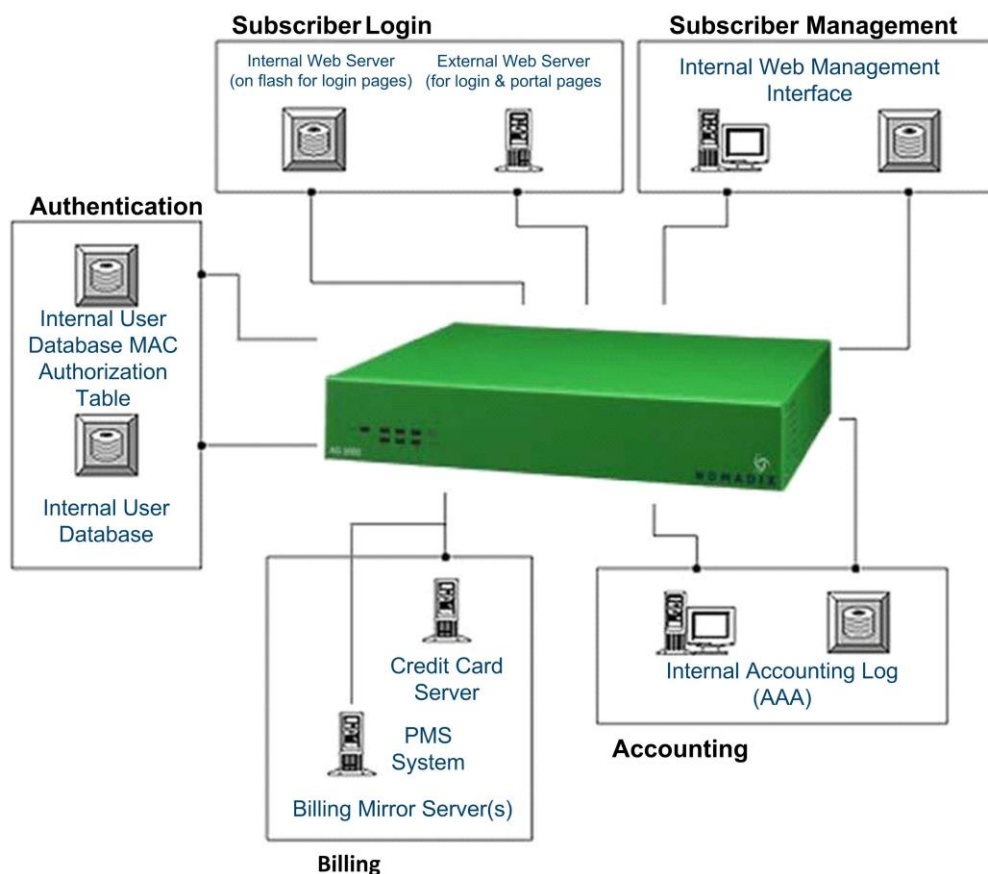 Subscriber Login
Internal Web Server
(on flash for login pages)
External Web Server
(for login & portal pages
Subscriber Management
Internal Web Management
Interface
Authentication
Internal User
Database MAC
Authorization
Table
Internal User
Database
NOMADIX
Credit Card
Server
PMS
System
Billing Mirror Server(s)
Billing
Internal Accounting Log
(AAA)
Accounting